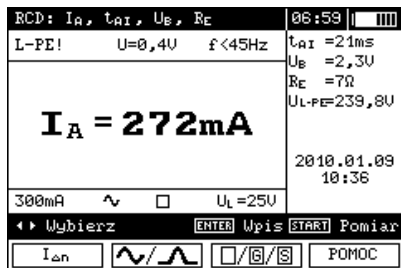 RCD: IA, tAI, UB, RE 06:59
L-PE! U=0,4V f<45Hz
tAI =21ms
UB =2,3V
RE =7Ω
UL-PE=239,8V
IA = 272mA
2010.01.09
10:36
300mA UL =25V
Wybierz ENTER Wpis START Pomiar
IΔn / □/G/S POMOC